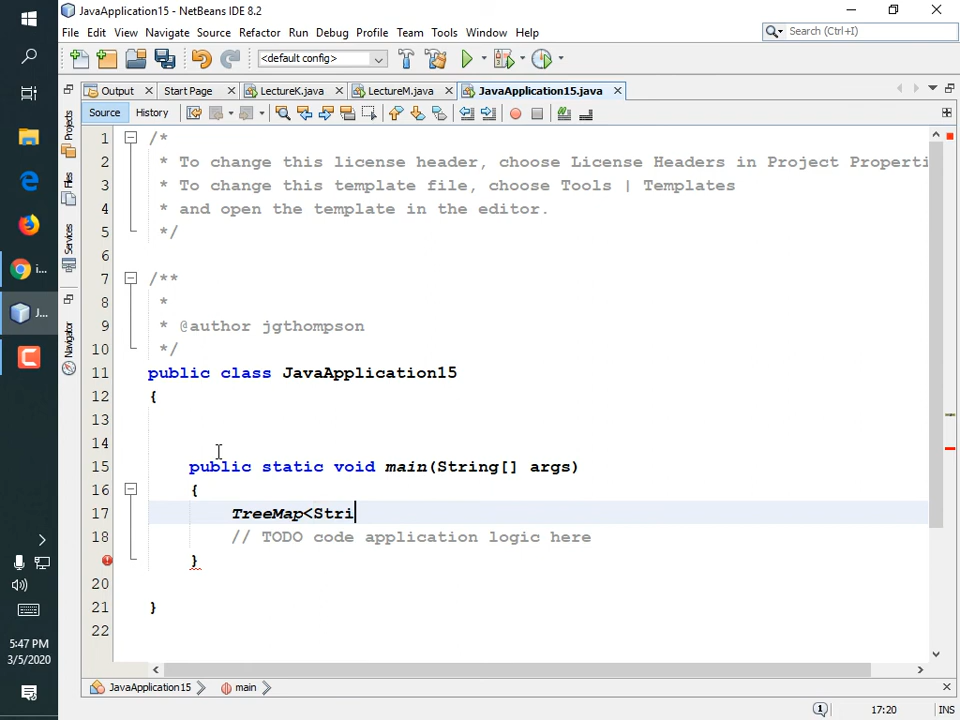 JavaApplication15 - NetBeans IDE 8.2
File Edit View Navigate Source Refactor Run Debug Profile Team Tools Window Help
Search (Ctrl+I)
<default config>
Output Start Page LectureK.java LectureM.java JavaApplication15.java
Source History
Projects
Files
Services
Navigator
1 /*
2 * To change this license header, choose License Headers in Project Properti
3 * To change this template file, choose Tools | Templates
4 * and open the template in the editor.
5 */
6
7 /**
8 *
9 * @author jgthompson
10 */
11 public class JavaApplication15
12 {
13
14
15 public static void main(String[] args)
16 {
17 TreeMap<Stri
18 // TODO code application logic here
}
20
21 }
22
i...
J...
5:47 PM
3/5/2020
JavaApplication15 main
1 17:20 INS